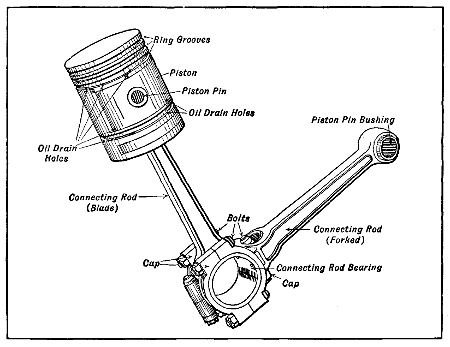 Ring Grooves
Piston
Piston Pin
Oil Drain Holes
Piston Pin Bushing
Oil Drain
Holes
Connecting Rod
(Blade)
Bolts
Connecting Rod
(Forked)
Cap
Connecting Rod Bearing
Cap